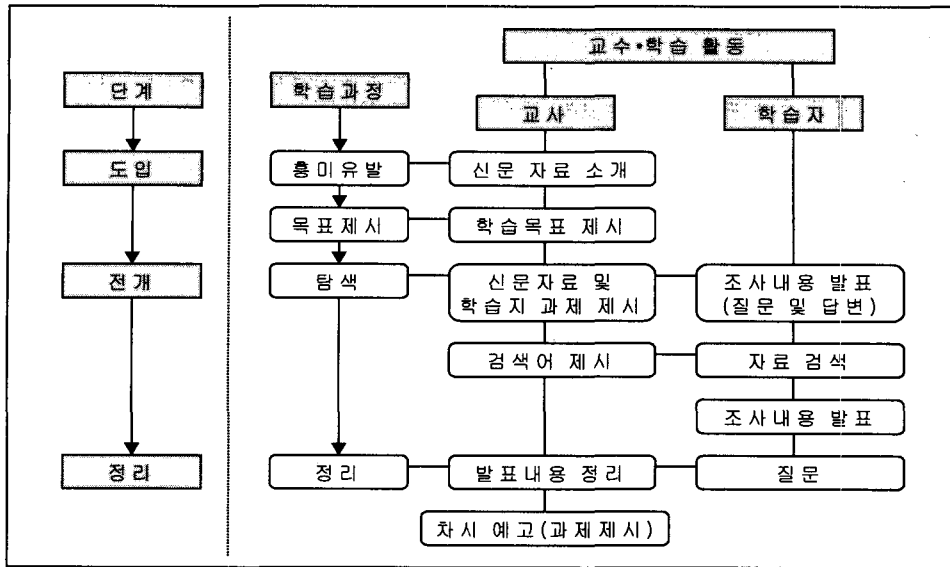 교수•학습 활동
단계
학습과정
교사
학습자
도입
흥미유발
신문 자료 소개
목표제시
학습목표 제시
전개
탐색
신문자료 및
학습지 과제 제시
조사내용 발표
(질문 및 답변)
검색어 제시
자료 검색
조사내용 발표
정리
정리
발표내용 정리
질문
차시 예고(과제제시)